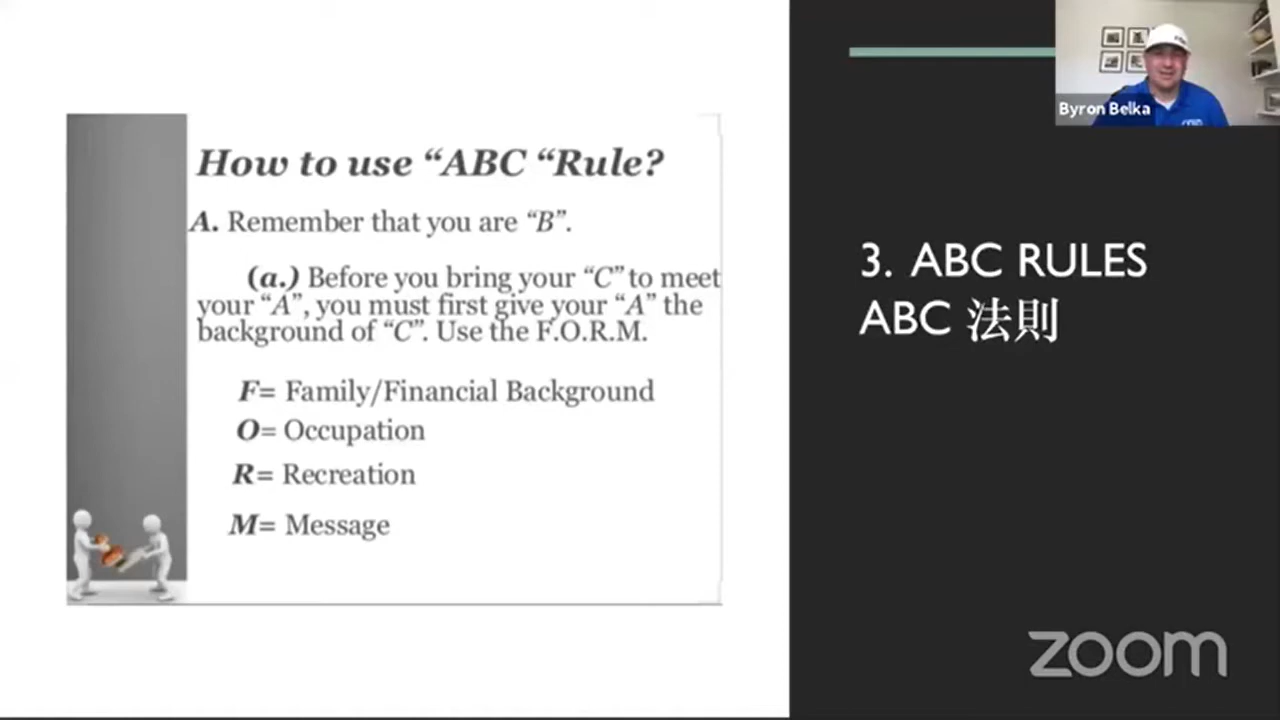 How to use “ABC “Rule?
A. Remember that you are “B”.
(a.) Before you bring your “C” to meet
your “A”, you must first give your “A” the
background of “C”. Use the F.O.R.M.
F= Family/Financial Background
O= Occupation
R= Recreation
M= Message
Byron Belka
3. ABC RULES
ABC 法則
zoom